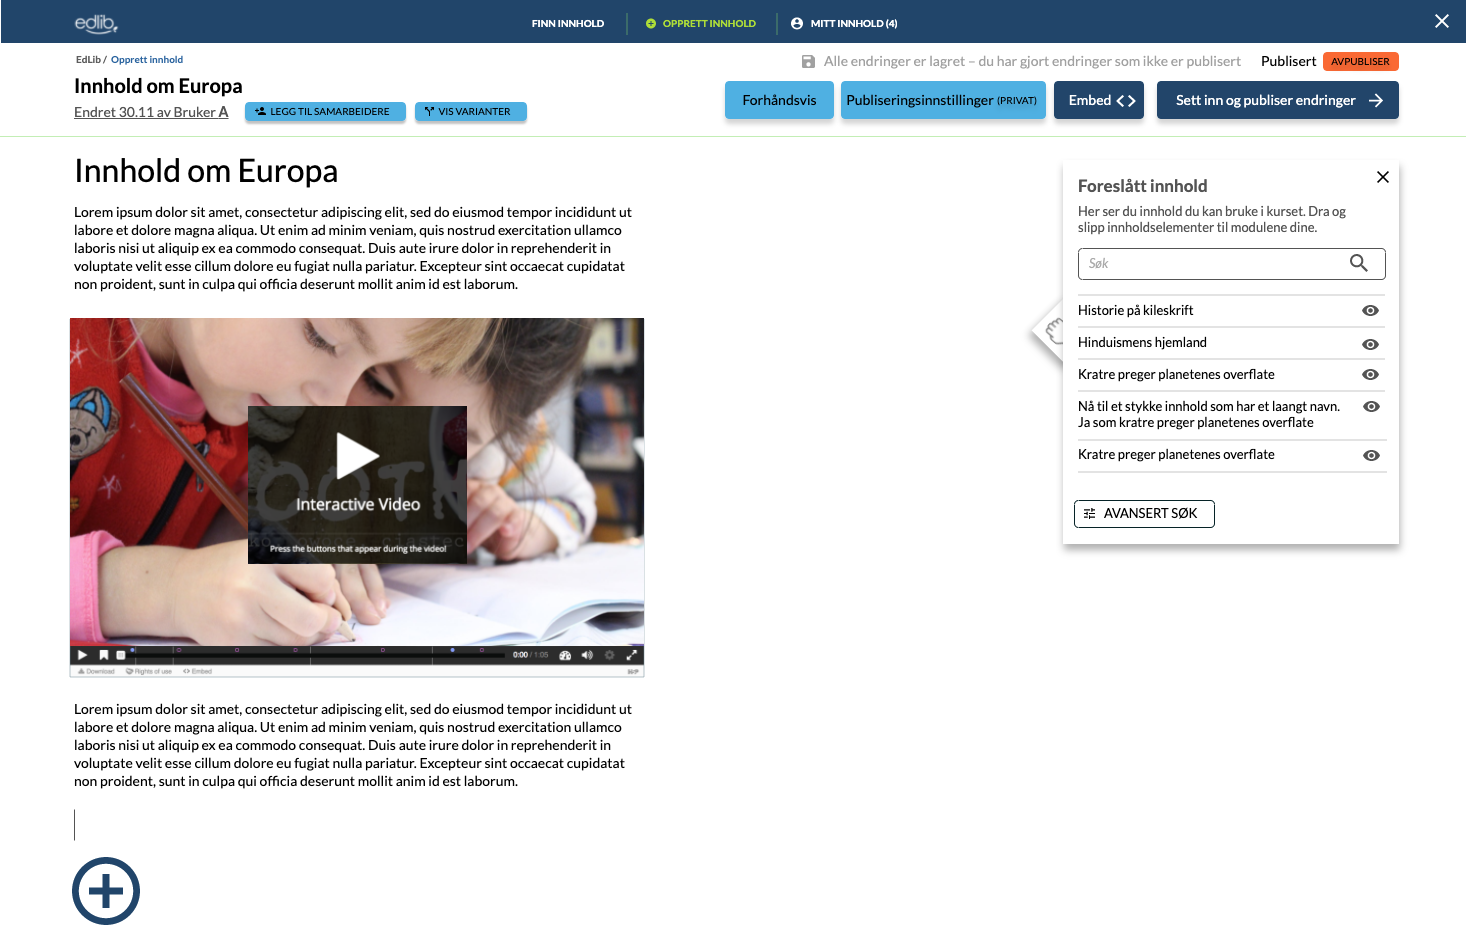 edlib.
FINN INNHOLD
OPPRETT INNHOLD
MITT INNHOLD (4)
EdLib / Opprett innhold
Alle endringer er lagret – du har gjort endringer som ikke er publisert
Publisert
AVPUBLISER
Innhold om Europa
Endret 30.11 av Bruker A
LEGG TIL SAMARBEIDERE
VIS VARIANTER
Forhåndsvis
Publiseringsinnstillinger (PRIVAT)
Embed
Sett inn og publiser endringer
Innhold om Europa
Lorem ipsum dolor sit amet, consectetur adipiscing elit, sed do eiusmod tempor incididunt ut
labore et dolore magna aliqua. Ut enim ad minim veniam, quis nostrud exercitation ullamco
laboris nisi ut aliquip ex ea commodo consequat. Duis aute irure dolor in reprehenderit in
voluptate velit esse cillum dolore eu fugiat nulla pariatur. Excepteur sint occaecat cupidatat
non proident, sunt in culpa qui officia deserunt mollit anim id est laborum.
Interactive Video
Press the buttons that appear during the video!
0:00 / 1:05
Download
Rights of use
Embed
Lorem ipsum dolor sit amet, consectetur adipiscing elit, sed do eiusmod tempor incididunt ut
labore et dolore magna aliqua. Ut enim ad minim veniam, quis nostrud exercitation ullamco
laboris nisi ut aliquip ex ea commodo consequat. Duis aute irure dolor in reprehenderit in
voluptate velit esse cillum dolore eu fugiat nulla pariatur. Excepteur sint occaecat cupidatat
non proident, sunt in culpa qui officia deserunt mollit anim id est laborum.
Foreslått innhold
Her ser du innhold du kan bruke i kurset. Dra og
slipp innholdselementer til modulene dine.
Søk
Historie på kileskrift
Hinduismens hjemland
Kratre preger planetenes overflate
Nå til et stykke innhold som har et laangt navn.
Ja som kratre preger planetenes overflate
Kratre preger planetenes overflate
AVANSERT SØK